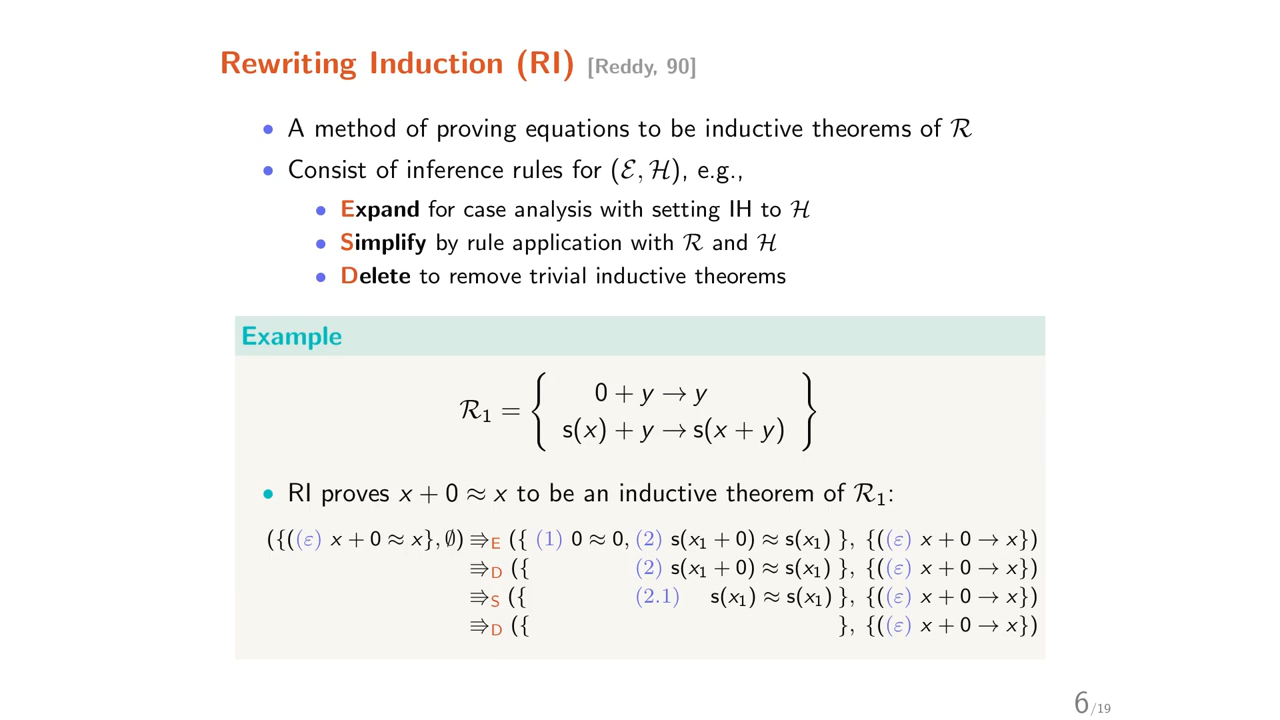 Rewriting Induction (RI) [Reddy, 90]
• A method of proving equations to be inductive theorems of ℛ
• Consist of inference rules for (ℰ, ℋ), e.g.,
• Expand for case analysis with setting IH to ℋ
• Simplify by rule application with ℛ and ℋ
• Delete to remove trivial inductive theorems
Example
ℛ₁ = {
0 + y → y
s(x) + y → s(x + y)
}
• RI proves x + 0 ≈ x to be an inductive theorem of ℛ₁:
({((ε) x + 0 ≈ x}, ∅) ⭆E ({ (1) 0 ≈ 0, (2) s(x₁ + 0) ≈ s(x₁) }, {((ε) x + 0 → x})
⭆D ({ (2) s(x₁ + 0) ≈ s(x₁) }, {((ε) x + 0 → x})
⭆S ({ (2.1) s(x₁) ≈ s(x₁) }, {((ε) x + 0 → x})
⭆D ({ }, {((ε) x + 0 → x})
6/19